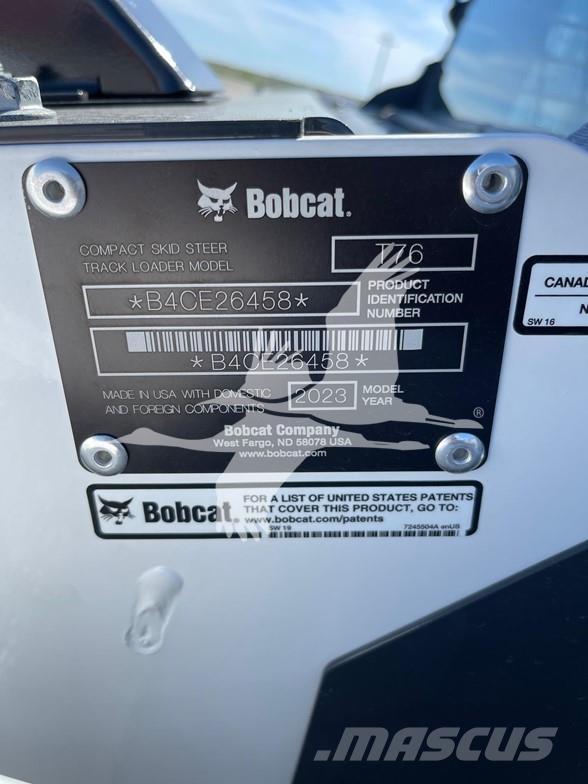 Bobcat.
COMPACT SKID STEER
TRACK LOADER MODEL
T76
*B4CE26458*
PRODUCT
IDENTIFICATION
NUMBER
*B4CE26458*
MADE IN USA WITH DOMESTIC
AND FOREIGN COMPONENTS
2023
MODEL
YEAR
®
Bobcat Company
West Fargo, ND 58078 USA
www.bobcat.com
CANAD
N
SW 16
Bobcat.
FOR A LIST OF UNITED STATES PATENTS
THAT COVER THIS PRODUCT, GO TO:
www.bobcat.com/patents
SW 19
7245504A enUS
MASCUS